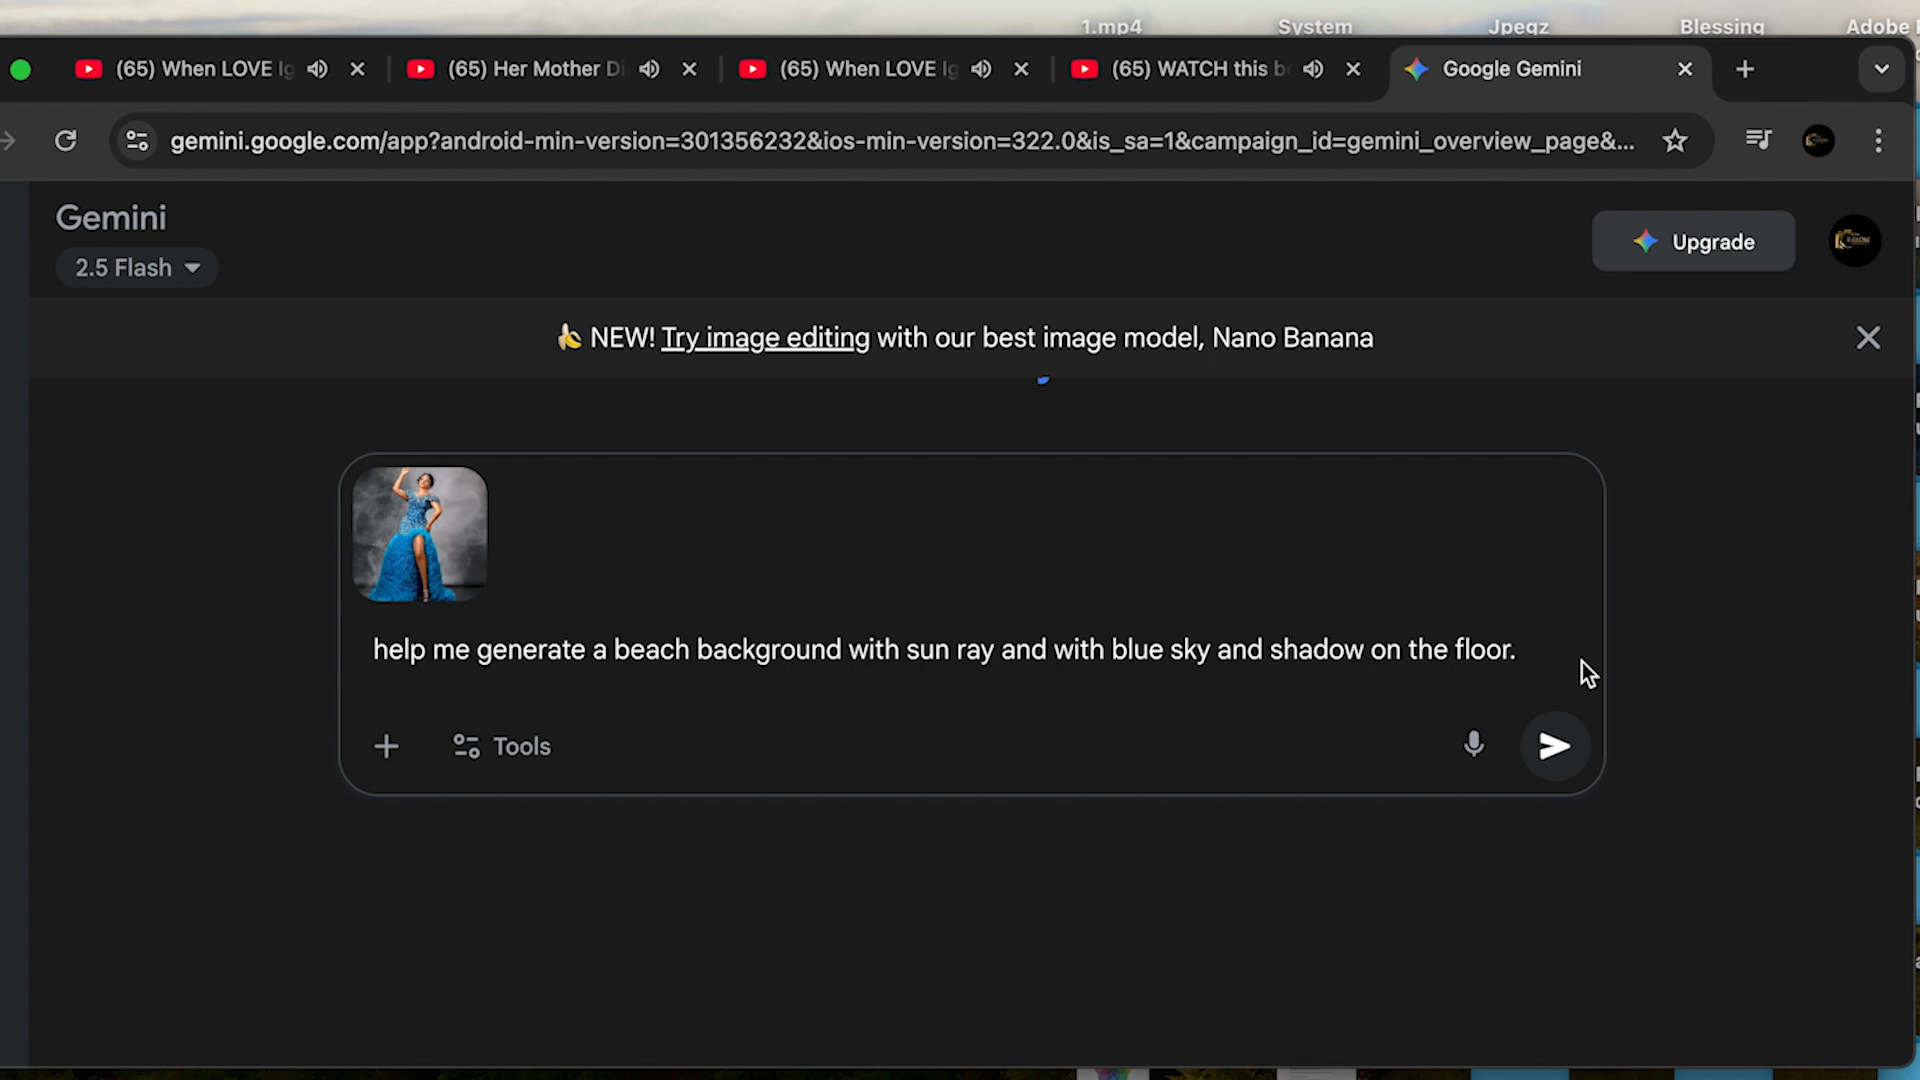 1.mp4 System Jpegz Blessing Adobe
(65) When LOVE Ig (65) Her Mother Di (65) When LOVE Ig (65) WATCH this b Google Gemini
gemini.google.com/app?android-min-version=301356232&ios-min-version=322.0&is_sa=1&campaign_id=gemini_overview_page&...
Gemini
2.5 Flash
Upgrade
NEW! Try image editing with our best image model, Nano Banana
help me generate a beach background with sun ray and with blue sky and shadow on the floor.
Tools